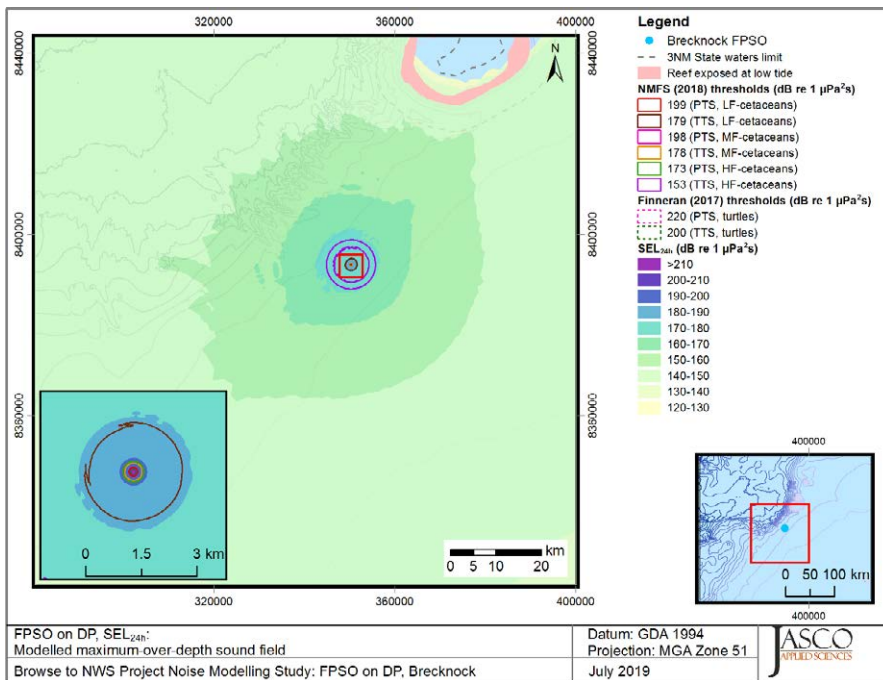 320000
360000
400000
8440000
8440000
8400000
8400000
8360000
8360000
N
0
1.5
3 km
km
0
5
10
20
320000
360000
400000
Legend
Brecknock FPSO
3NM State waters limit
Reef exposed at low tide
NMFS (2018) thresholds (dB re 1 µPa²s)
199 (PTS, LF-cetaceans)
179 (TTS, LF-cetaceans)
198 (PTS, MF-cetaceans)
178 (TTS, MF-cetaceans)
173 (PTS, HF-cetaceans)
153 (TTS, HF-cetaceans)
Finneran (2017) thresholds (dB re 1 µPa²s)
220 (PTS, turtles)
200 (TTS, turtles)
SEL24h (dB re 1 µPa²s)
>210
200-210
190-200
180-190
170-180
160-170
150-160
140-150
130-140
120-130
400000
0 50 100 km
400000
FPSO on DP, SEL24h:
Modelled maximum-over-depth sound field
Browse to NWS Project Noise Modelling Study: FPSO on DP, Brecknock
Datum: GDA 1994
Projection: MGA Zone 51
July 2019
JASCO
APPLIED SCIENCES